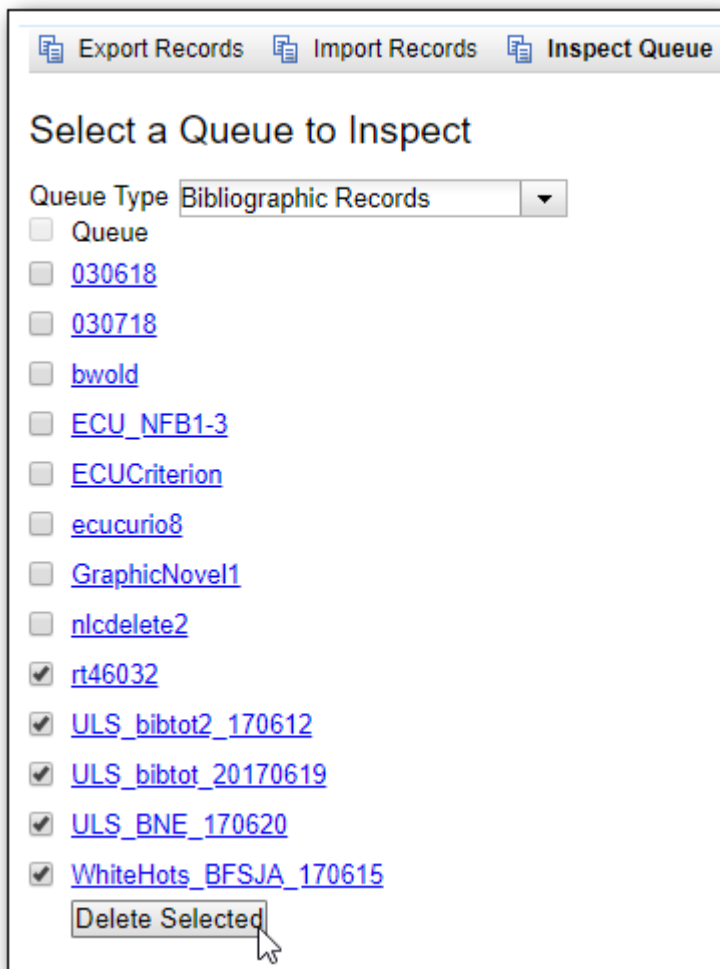 Export Records Import Records Inspect Queue
Select a Queue to Inspect
Queue Type Bibliographic Records
Queue
030618
030718
bwold
ECU_NFB1-3
ECUCriterion
ecucurio8
GraphicNovel1
nlcdelete2
rt46032
ULS_bibtot2_170612
ULS_bibtot_20170619
ULS_BNE_170620
WhiteHots_BFSJA_170615
Delete Selected